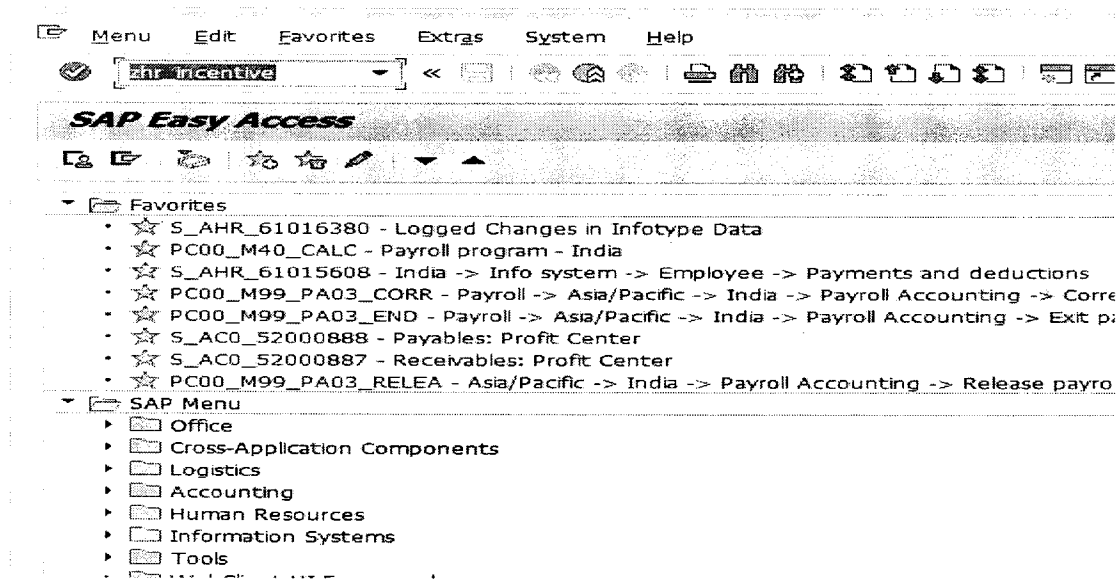 Menu Edit Favorites Extras System Help
zhr incentive
SAP Easy Access
Favorites
S_AHR_61016380 - Logged Changes in Infotype Data
PC00_M40_CALC - Payroll program - India
S_AHR_61015608 - India -> Info system -> Employee -> Payments and deductions
PC00_M99_PA03_CORR - Payroll -> Asia/Pacific -> India -> Payroll Accounting -> Corre
PC00_M99_PA03_END - Payroll -> Asia/Pacific -> India -> Payroll Accounting -> Exit pa
S_AC0_52000888 - Payables: Profit Center
S_AC0_52000887 - Receivables: Profit Center
PC00_M99_PA03_RELEA - Asia/Pacific -> India -> Payroll Accounting -> Release payro
SAP Menu
Office
Cross-Application Components
Logistics
Accounting
Human Resources
Information Systems
Tools